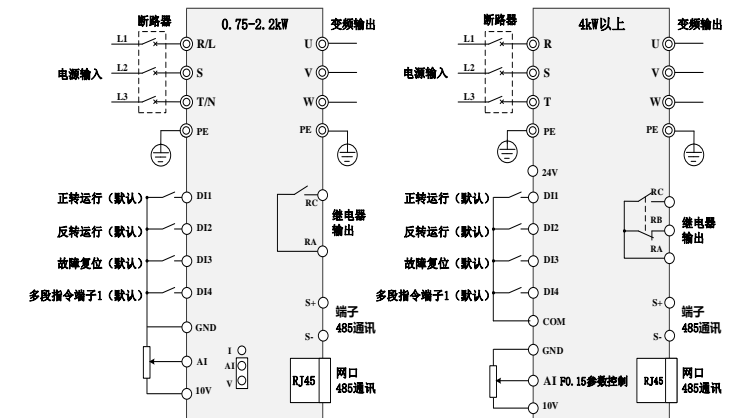 断路器
0.75-2.2kW
变频输出
L1
R/L
U
电源输入
L2
S
V
L3
T/N
W
PE
PE
正转运行（默认）
DI1
RC
反转运行（默认）
DI2
继电器
输出
RA
故障复位（默认）
DI3
多段指令端子1（默认）
DI4
S+
端子
485通讯
GND
S-
I
AI
AI
V
10V
RJ45
网口
485通讯
断路器
4kW以上
变频输出
L1
R
U
电源输入
L2
S
V
L3
T
W
PE
PE
24V
正转运行（默认）
DI1
RC
反转运行（默认）
DI2
RB
继电器
输出
RA
故障复位（默认）
DI3
多段指令端子1（默认）
DI4
S+
端子
485通讯
COM
S-
GND
AI F0.15参数控制
10V
RJ45
网口
485通讯